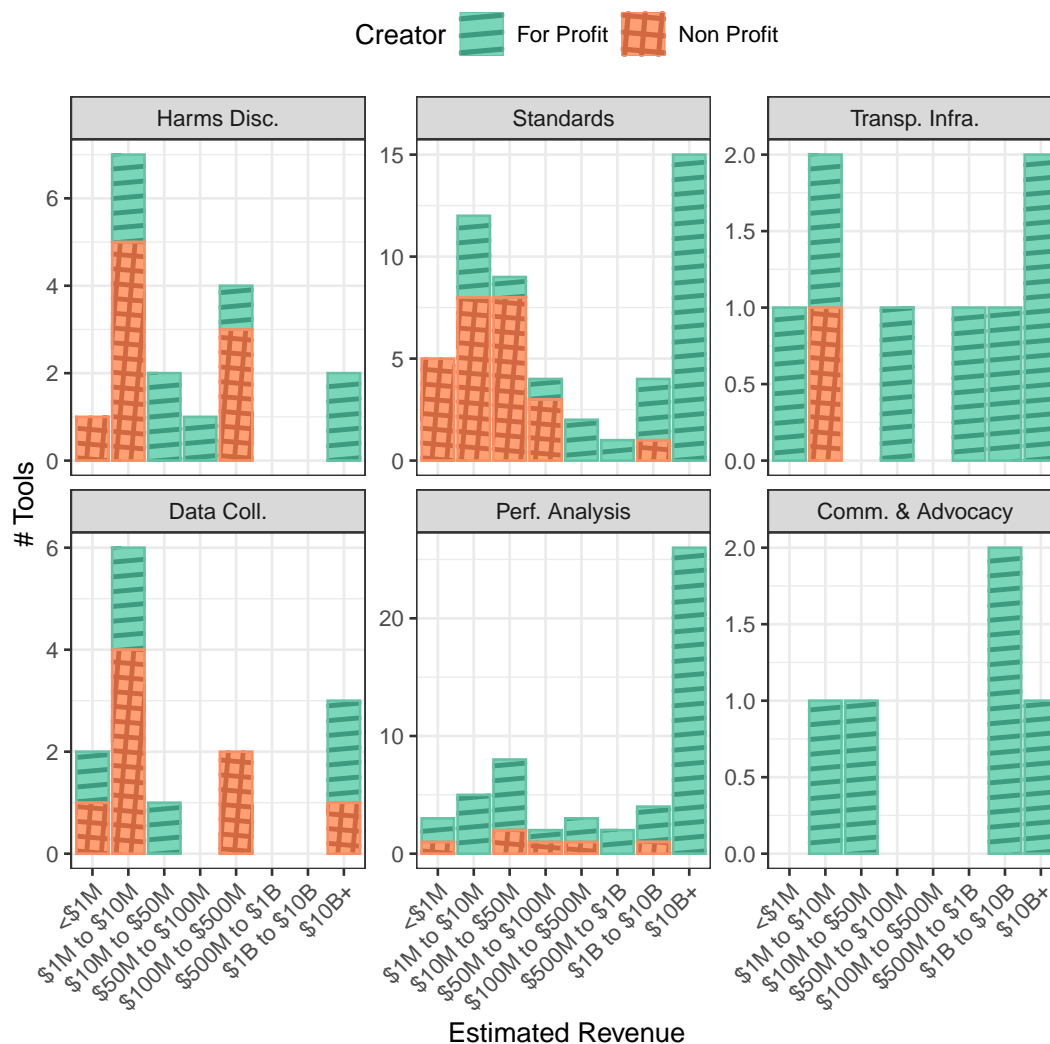 Creator For Profit Non Profit
Harms Disc. Standards Transp. Infra.
6
4
2
0
15
10
5
0
2.0
1.5
1.0
0.5
0.0
# Tools
Data Coll. Perf. Analysis Comm. & Advocacy
6
4
2
0
20
10
0
2.0
1.5
1.0
0.5
0.0
<$1M
$1M to $10M
$10M to $50M
$50M to $100M
$100M to $500M
$500M to $1B
$1B to $10B
$10B+
<$1M
$1M to $10M
$10M to $50M
$50M to $100M
$100M to $500M
$500M to $1B
$1B to $10B
$10B+
<$1M
$1M to $10M
$10M to $50M
$50M to $100M
$100M to $500M
$500M to $1B
$1B to $10B
$10B+
Estimated Revenue